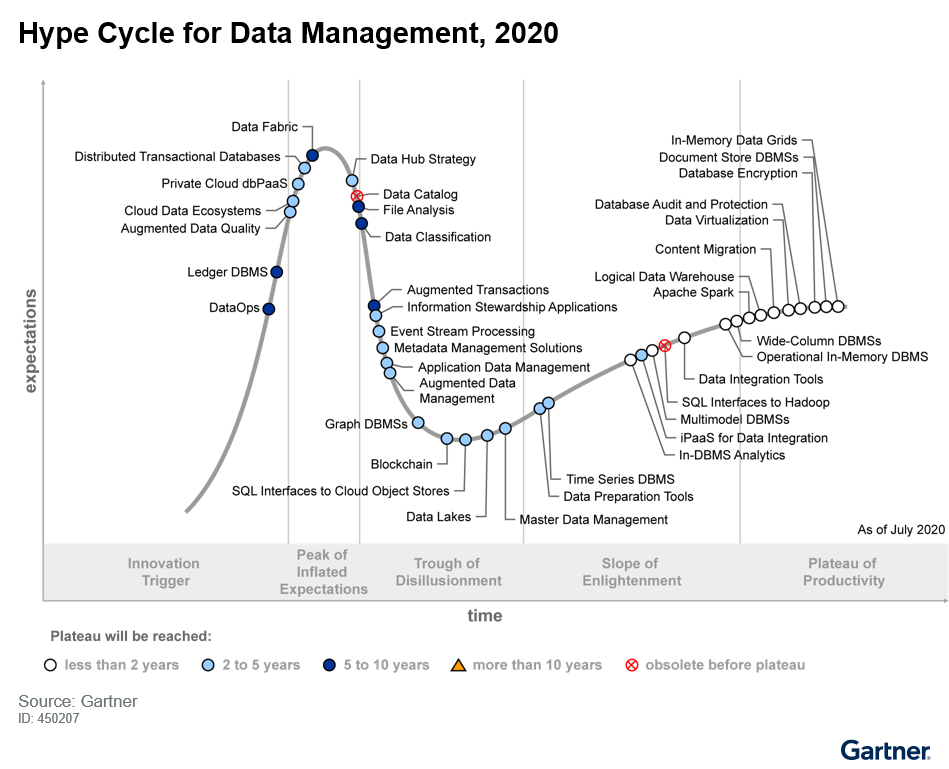 Hype Cycle for Data Management, 2020
expectations
Data Fabric
Distributed Transactional Databases
Private Cloud dbPaaS
Cloud Data Ecosystems
Augmented Data Quality
Ledger DBMS
DataOps
Data Hub Strategy
Data Catalog
File Analysis
Data Classification
Augmented Transactions
Information Stewardship Applications
Event Stream Processing
Metadata Management Solutions
Application Data Management
Augmented Data
Management
Graph DBMSs
Blockchain
SQL Interfaces to Cloud Object Stores
Data Lakes
Master Data Management
Time Series DBMS
Data Preparation Tools
In-Memory Data Grids
Document Store DBMSs
Database Encryption
Database Audit and Protection
Data Virtualization
Content Migration
Logical Data Warehouse
Apache Spark
Wide-Column DBMSs
Operational In-Memory DBMS
Data Integration Tools
SQL Interfaces to Hadoop
Multimodel DBMSs
iPaaS for Data Integration
In-DBMS Analytics
As of July 2020
Innovation
Trigger
Peak of
Inflated
Expectations
Trough of
Disillusionment
Slope of
Enlightenment
Plateau of
Productivity
time
Plateau will be reached:
less than 2 years
2 to 5 years
5 to 10 years
more than 10 years
obsolete before plateau
Source: Gartner
ID: 450207
Gartner